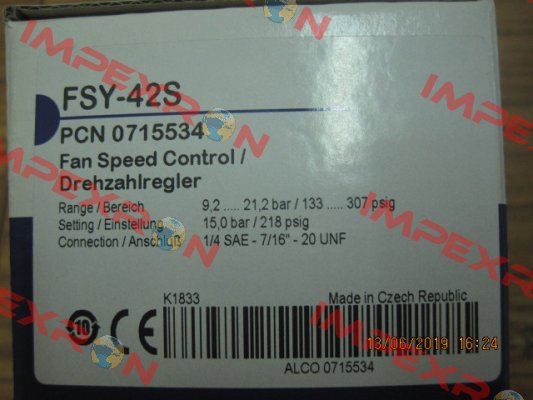 FSY-42S
PCN 0715534
Fan Speed Control /
Drehzahlregler
Range / Bereich 9,2 ..... 21,2 bar / 133 ..... 307 psig
Setting / Einstellung 15,0 bar / 218 psig
Connection / Anschluß 1/4 SAE - 7/16" - 20 UNF
K1833 Made in Czech Republic
10 CE
13/06/2019 16:24
ALCO 0715534
IMPEXRON
IMPEXRON
IMPEXRON
IMPEXRON
IMPEXRON